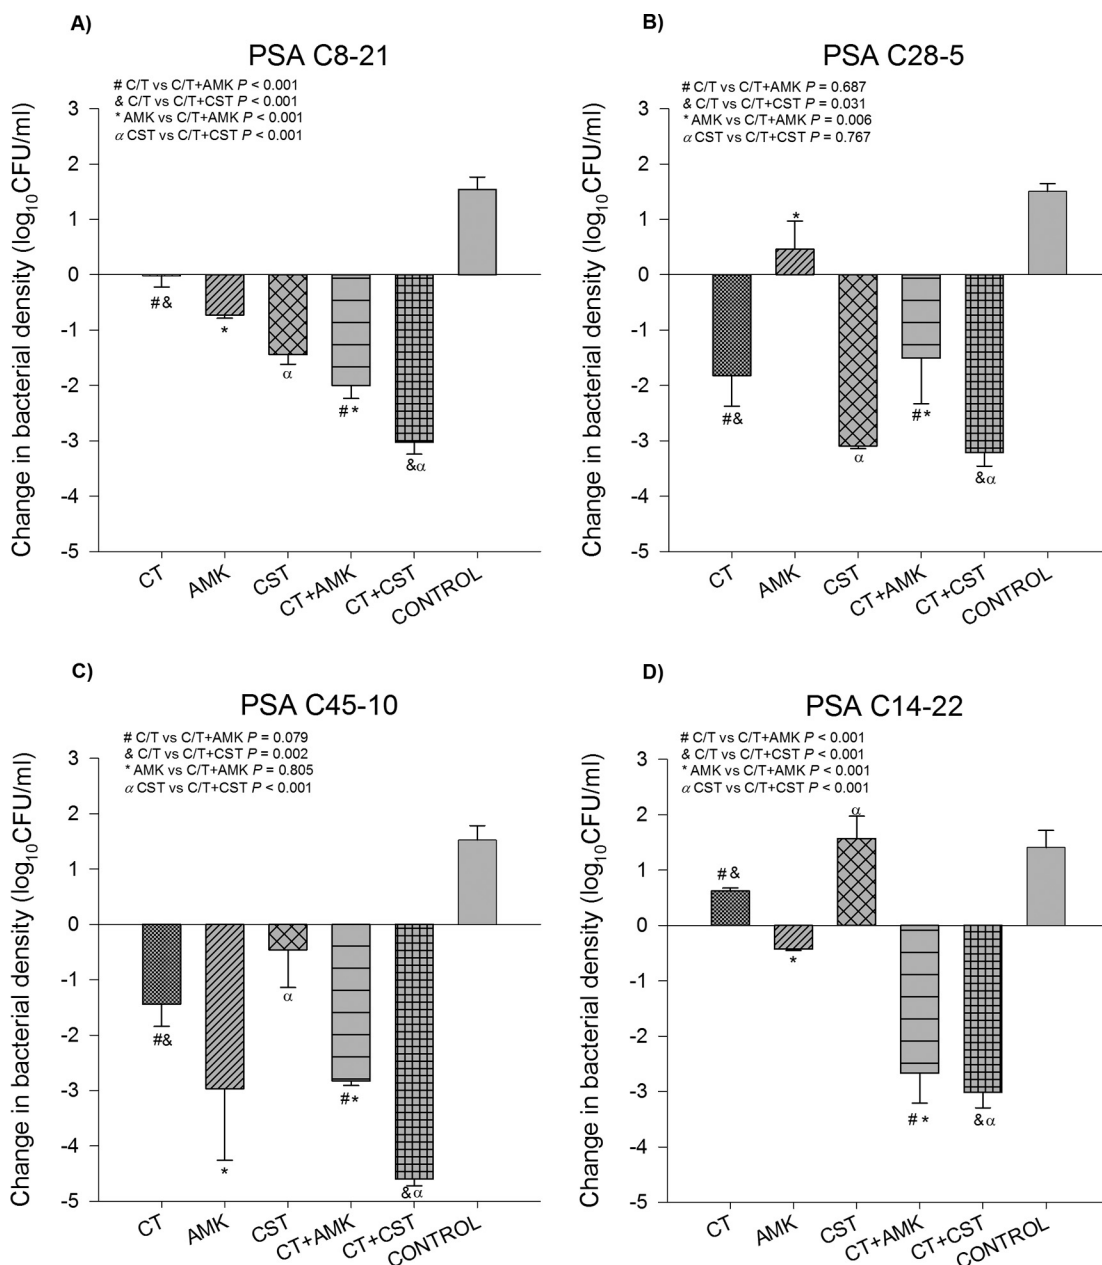 A)
PSA C8-21
# C/T vs C/T+AMK P < 0.001
& C/T vs C/T+CST P < 0.001
* AMK vs C/T+AMK P < 0.001
α CST vs C/T+CST P < 0.001
Change in bacterial density (log10CFU/ml)
3
2
1
0
-1
-2
-3
-4
-5
#&
*
α
#*
&α
CT
AMK
CST
CT+AMK
CT+CST
CONTROL
B)
PSA C28-5
# C/T vs C/T+AMK P = 0.687
& C/T vs C/T+CST P = 0.031
* AMK vs C/T+AMK P = 0.006
α CST vs C/T+CST P = 0.767
Change in bacterial density (log10CFU/ml)
3
2
1
0
-1
-2
-3
-4
-5
#&
*
α
#*
&α
CT
AMK
CST
CT+AMK
CT+CST
CONTROL
C)
PSA C45-10
# C/T vs C/T+AMK P = 0.079
& C/T vs C/T+CST P = 0.002
* AMK vs C/T+AMK P = 0.805
α CST vs C/T+CST P < 0.001
Change in bacterial density (log10CFU/ml)
3
2
1
0
-1
-2
-3
-4
-5
#&
*
α
#*
&α
CT
AMK
CST
CT+AMK
CT+CST
CONTROL
D)
PSA C14-22
# C/T vs C/T+AMK P < 0.001
& C/T vs C/T+CST P < 0.001
* AMK vs C/T+AMK P < 0.001
α CST vs C/T+CST P < 0.001
Change in bacterial density (log10CFU/ml)
3
2
1
0
-1
-2
-3
-4
-5
#&
*
α
#*
&α
CT
AMK
CST
CT+AMK
CT+CST
CONTROL